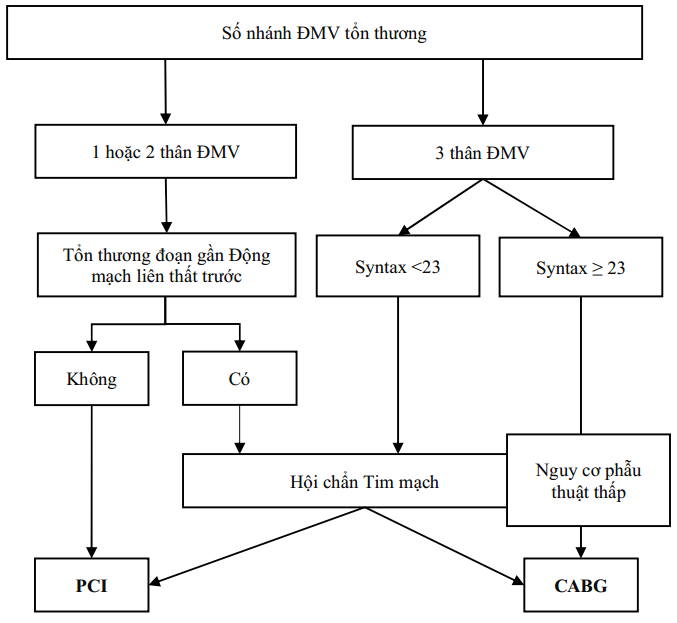 Số nhánh ĐMV tổn thương
1 hoặc 2 thân ĐMV
3 thân ĐMV
Tổn thương đoạn gần Động
mạch liên thất trước
Syntax <23
Syntax ≥ 23
Không
Có
Hội chẩn Tim mạch
Nguy cơ phẫu
thuật thấp
PCI
CABG